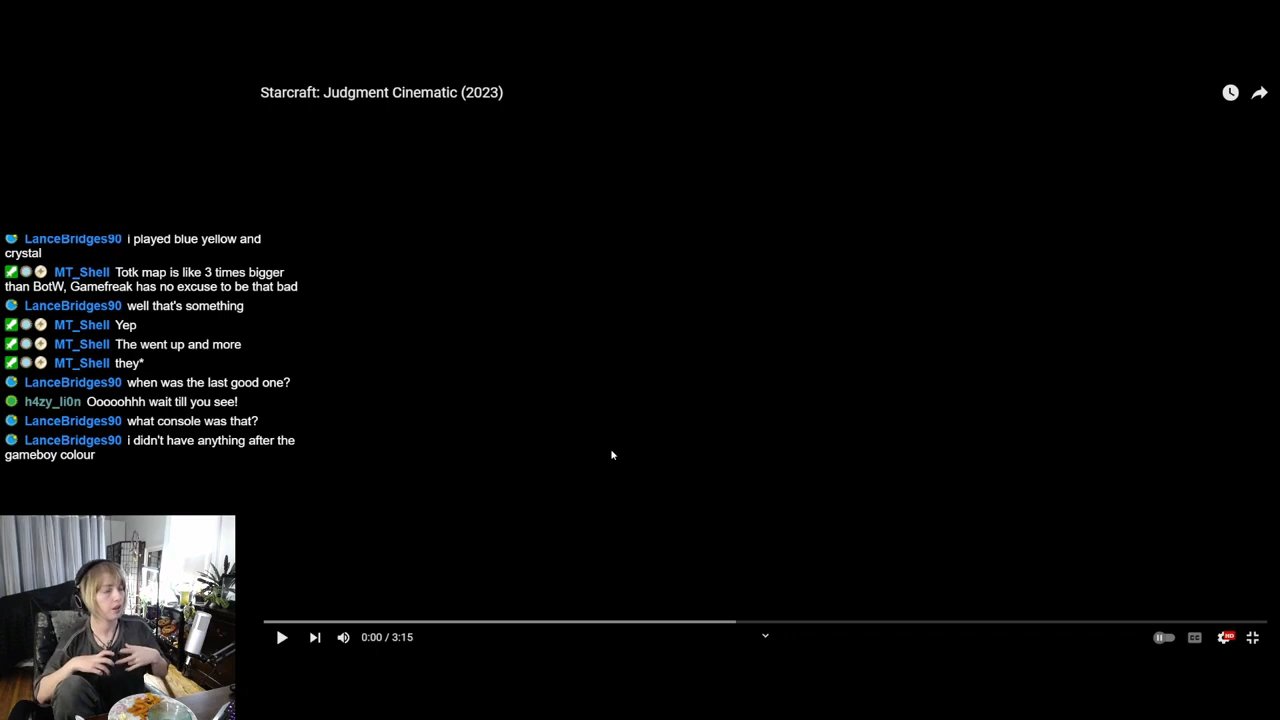 Starcraft: Judgment Cinematic (2023)
LanceBridges90 i played blue yellow and
crystal
MT_Shell Totk map is like 3 times bigger
than BotW, Gamefreak has no excuse to be that bad
LanceBridges90 well that's something
MT_Shell Yep
MT_Shell The went up and more
MT_Shell they*
LanceBridges90 when was the last good one?
h4zy_li0n Ooooohhh wait till you see!
LanceBridges90 what console was that?
LanceBridges90 i didn't have anything after the
gameboy colour
0:00 / 3:15
CC
HD